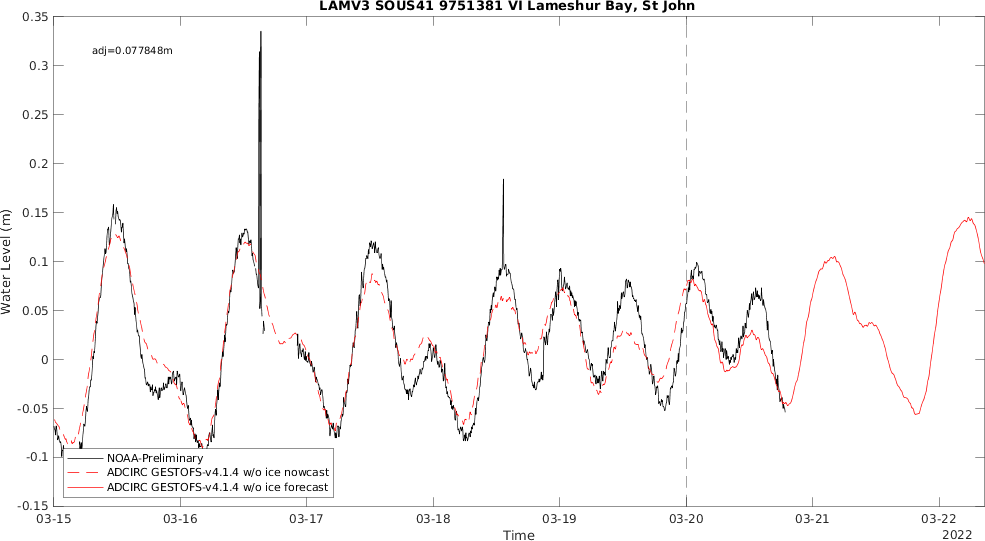 LAMV3 SOUS41 9751381 VI Lameshur Bay, St John
0.35
adj=0.077848m
0.3
0.25
0.2
0.15
0.1
0.05
0
-0.05
-0.1
-0.15
Water Level (m)
NOAA-Preliminary
ADCIRC GESTOFS-v4.1.4 w/o ice nowcast
ADCIRC GESTOFS-v4.1.4 w/o ice forecast
03-15 03-16 03-17 03-18 03-19 03-20 03-21 03-22
Time
2022